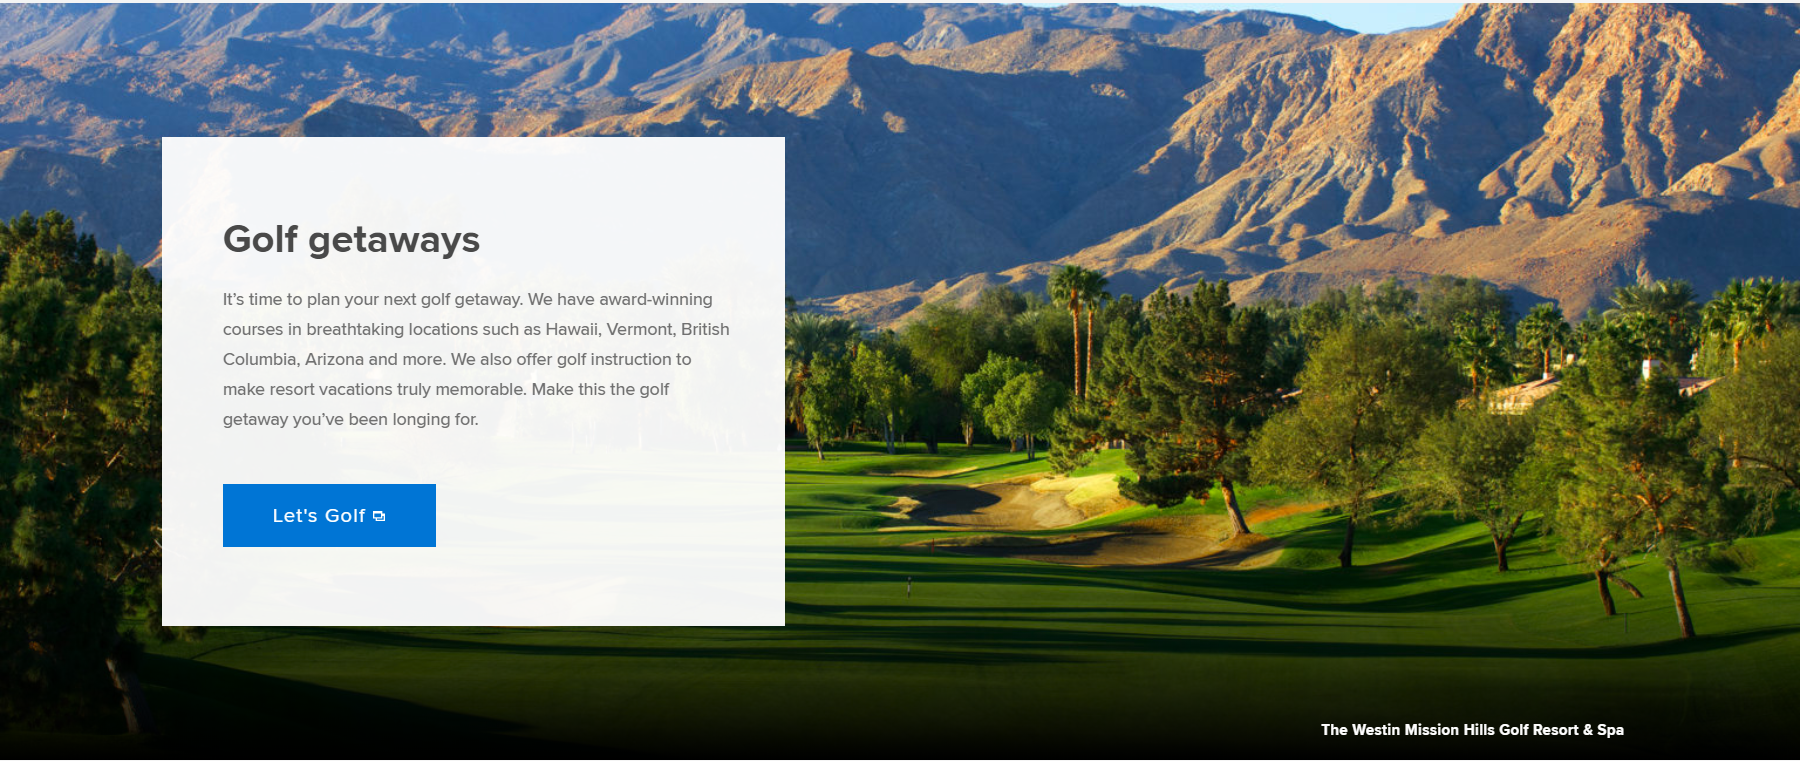 Golf getaways
It's time to plan your next golf getaway. We have award-winning
courses in breathtaking locations such as Hawaii, Vermont, British
Columbia, Arizona and more. We also offer golf instruction to
make resort vacations truly memorable. Make this the golf
getaway you've been longing for.
Let's Golf
The Westin Mission Hills Golf Resort & Spa